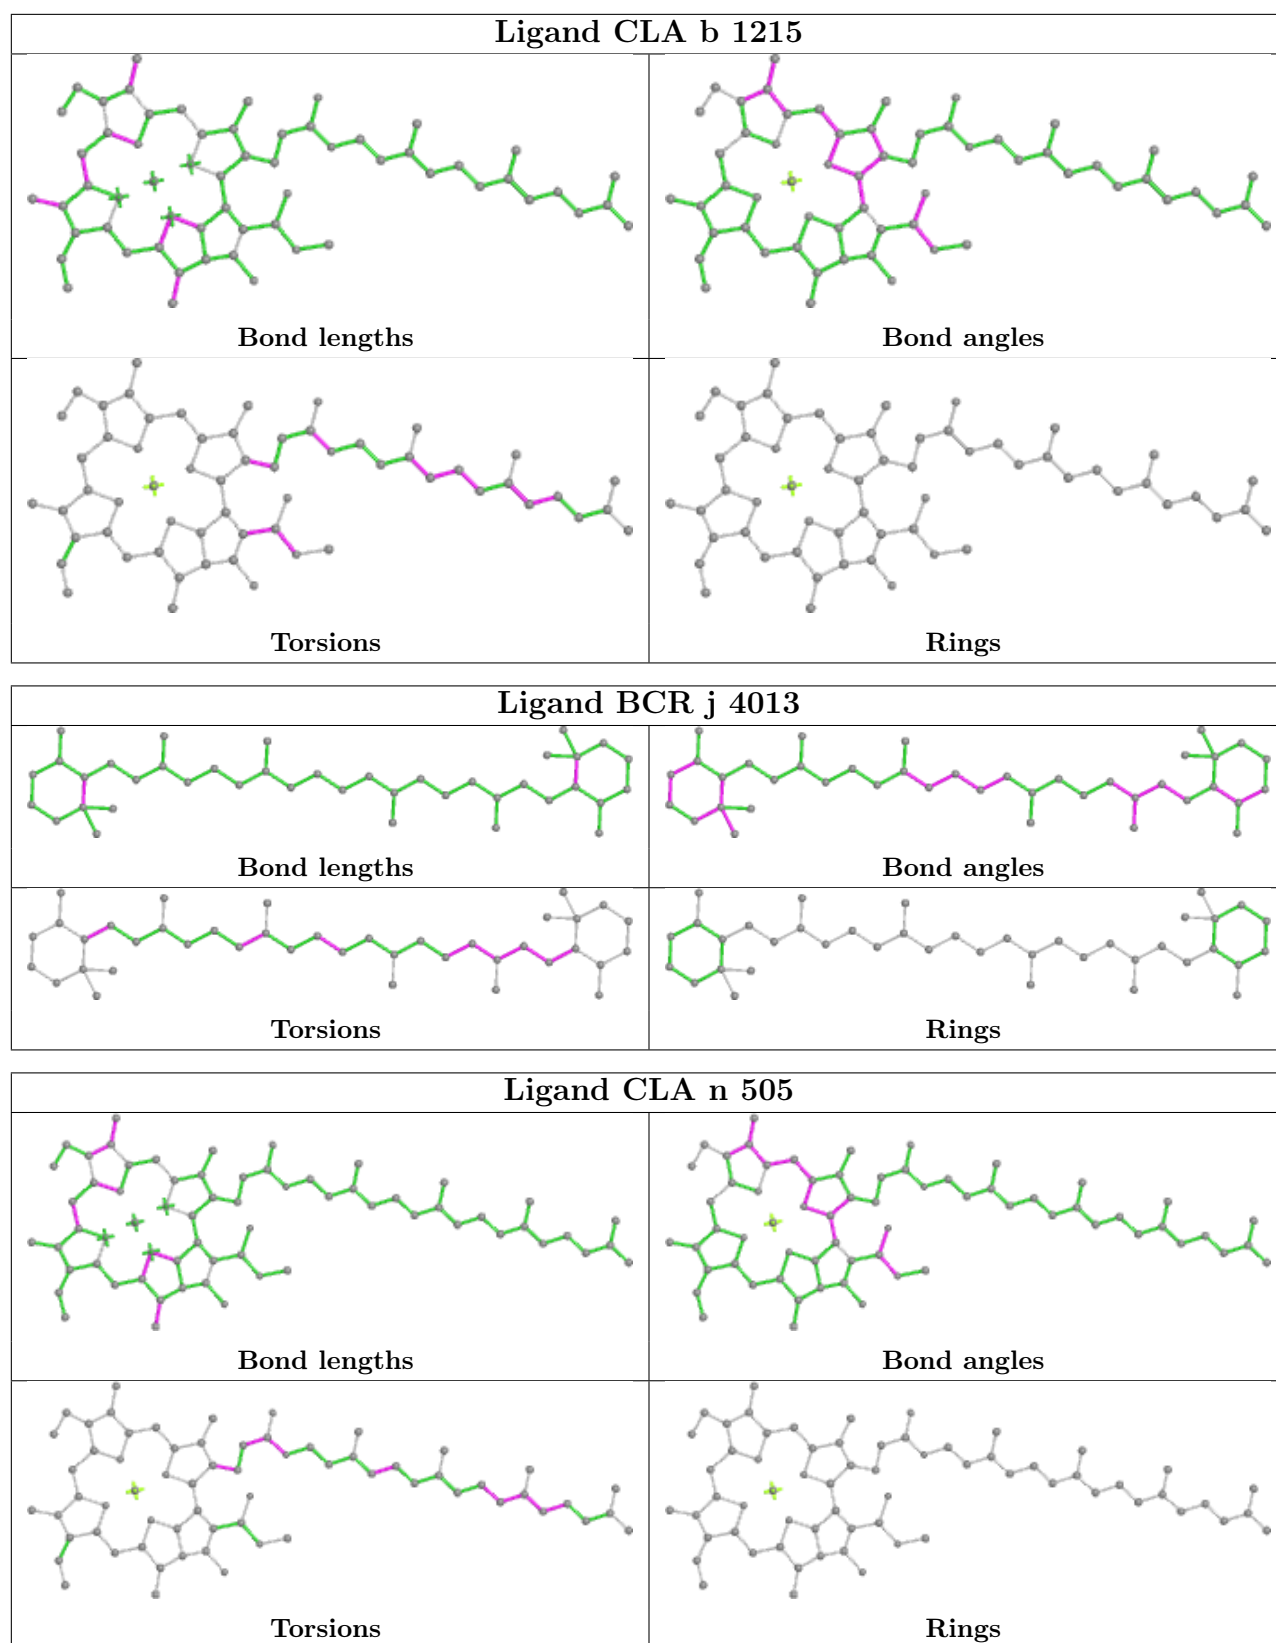 Ligand CLA b 1215
Bond lengths
Bond angles
Torsions
Rings
Ligand BCR j 4013
Bond lengths
Bond angles
Torsions
Rings
Ligand CLA n 505
Bond lengths
Bond angles
Torsions
Rings